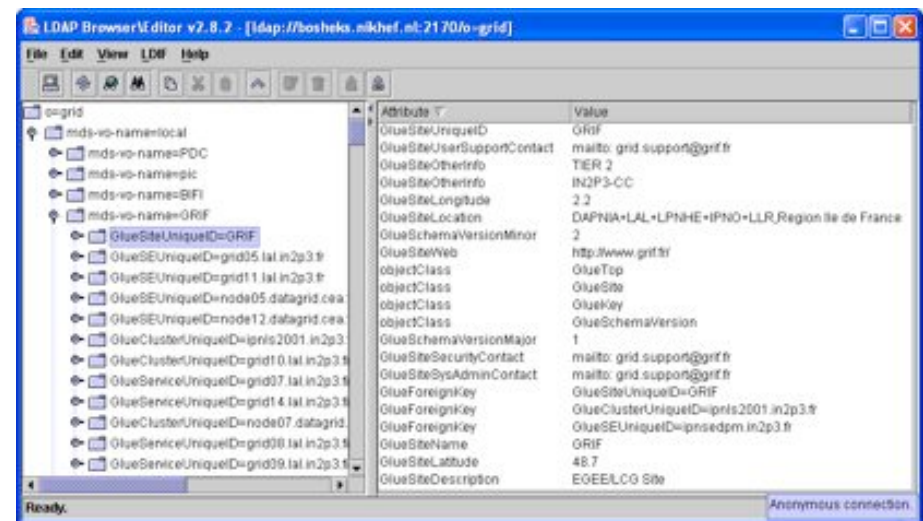 LDAP Browser\Editor v2.8.2 - [ldap://bosheks.nikhef.nl:2170/o=grid]
File Edit View LDIF Help
o=grid
mds-vo-name=local
mds-vo-name=PDC
mds-vo-name=pic
mds-vo-name=BIFI
mds-vo-name=GRIF
GlueSiteUniqueID=GRIF
GlueSEUniqueID=grid05.lal.in2p3.fr
GlueSEUniqueID=grid11.lal.in2p3.fr
GlueSEUniqueID=node05.datagrid.cea.
GlueSEUniqueID=node12.datagrid.cea.
GlueClusterUniqueID=ipnls2001.in2p3.
GlueClusterUniqueID=grid10.lal.in2p3.f
GlueServiceUniqueID=grid07.lal.in2p3.f
GlueServiceUniqueID=grid14.lal.in2p3.f
GlueClusterUniqueID=node07.datagrid.
GlueServiceUniqueID=grid08.lal.in2p3.f
GlueServiceUniqueID=grid39.lal.in2p3.f
Attribute Value
GlueSiteUniqueID GRIF
GlueSiteUserSupportContact mailto: grid.support@grif.fr
GlueSiteOtherInfo TIER 2
GlueSiteOtherInfo IN2P3-CC
GlueSiteLongitude 2.2
GlueSiteLocation DAPNIA+LAL+LPNHE+IPNO+LLR,Region Ile de France
GlueSchemaVersionMinor 2
GlueSiteWeb http://www.grif.fr/
objectClass GlueTop
objectClass GlueSite
objectClass GlueKey
objectClass GlueSchemaVersion
GlueSchemaVersionMajor 1
GlueSiteSecurityContact mailto: grid.support@grif.fr
GlueSiteSysAdminContact mailto: grid.support@grif.fr
GlueForeignKey GlueSiteUniqueID=GRIF
GlueForeignKey GlueClusterUniqueID=ipnls2001.in2p3.fr
GlueForeignKey GlueSEUniqueID=ipnsedpm.in2p3.fr
GlueSiteName GRIF
GlueSiteLatitude 48.7
GlueSiteDescription EGEE/LCG Site
Ready.
Anonymous connection.